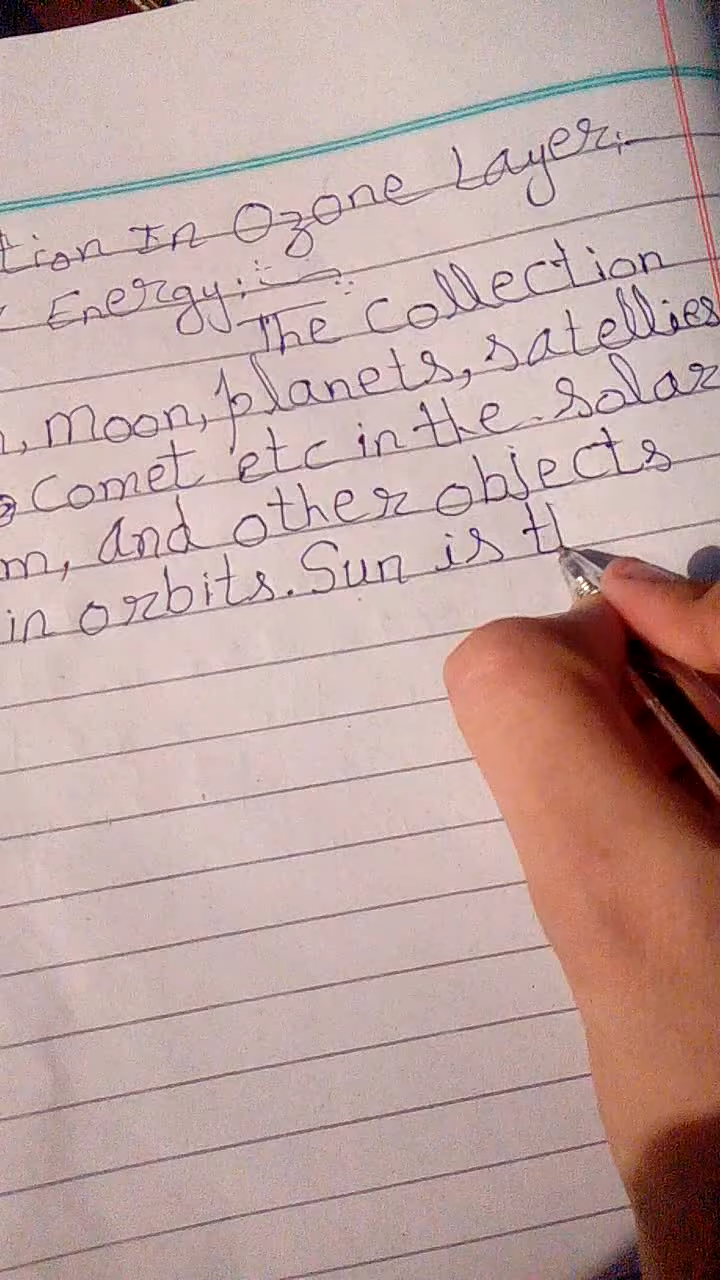 tion In Ozone Layer:-
Energy:-
The Collection
, Moon, planets, satellies
Comet etc in the solar
m, and other objects
in orbits. Sun is th